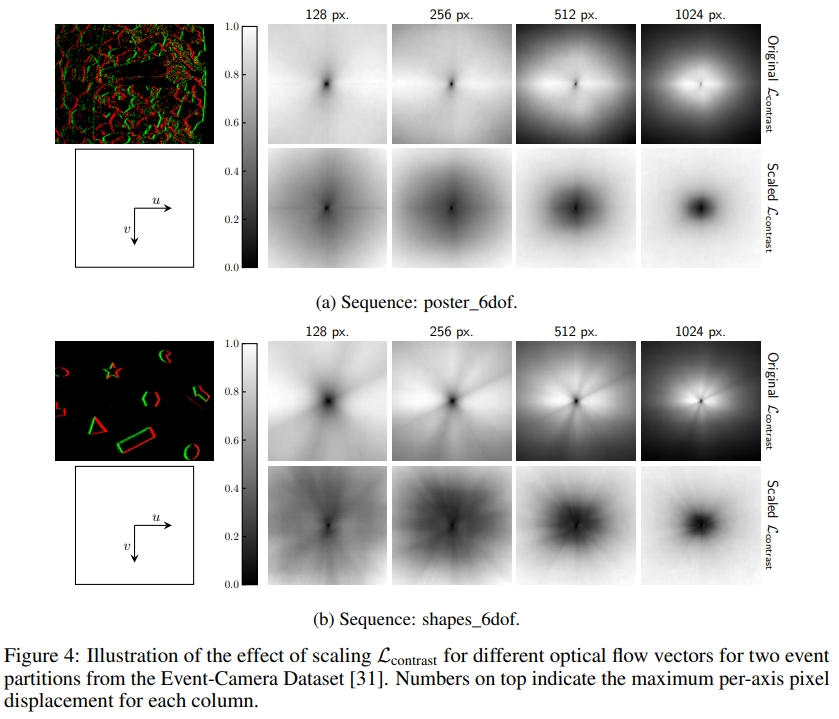 128 px. 256 px. 512 px. 1024 px.
1.0
0.8
0.6
0.4
0.2
0.0
Original ℒcontrast
u
v
Scaled ℒcontrast
(a) Sequence: poster_6dof.
128 px. 256 px. 512 px. 1024 px.
1.0
0.8
0.6
0.4
0.2
0.0
Original ℒcontrast
u
v
Scaled ℒcontrast
(b) Sequence: shapes_6dof.
Figure 4: Illustration of the effect of scaling ℒcontrast for different optical flow vectors for two event
partitions from the Event-Camera Dataset [31]. Numbers on top indicate the maximum per-axis pixel
displacement for each column.